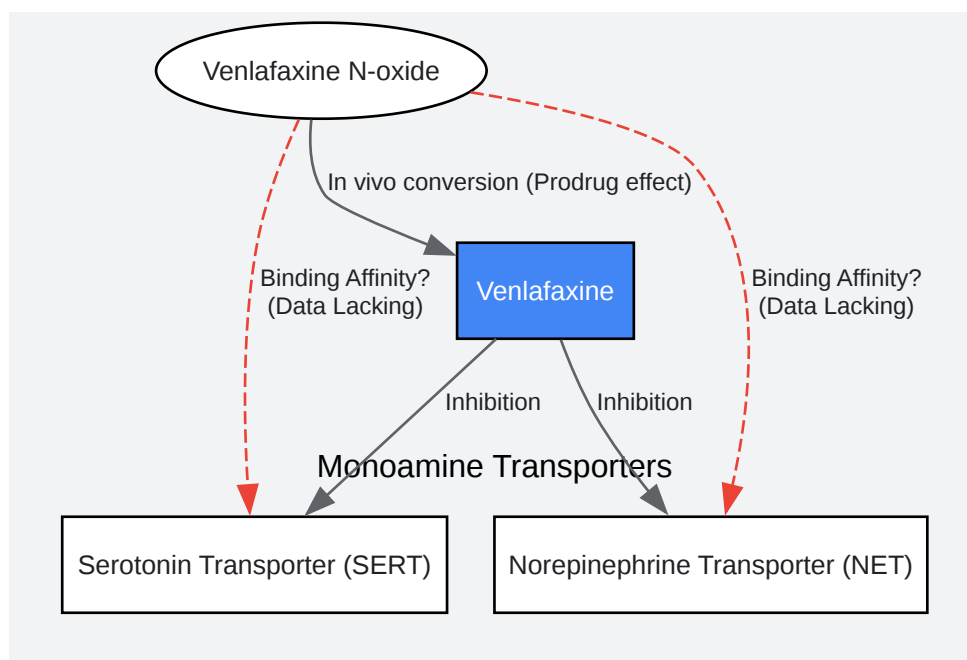 Venlafaxine N-oxide
In vivo conversion (Prodrug effect)
Binding Affinity?
(Data Lacking)
Venlafaxine
Binding Affinity?
(Data Lacking)
Inhibition
Inhibition
Monoamine Transporters
Serotonin Transporter (SERT)
Norepinephrine Transporter (NET)